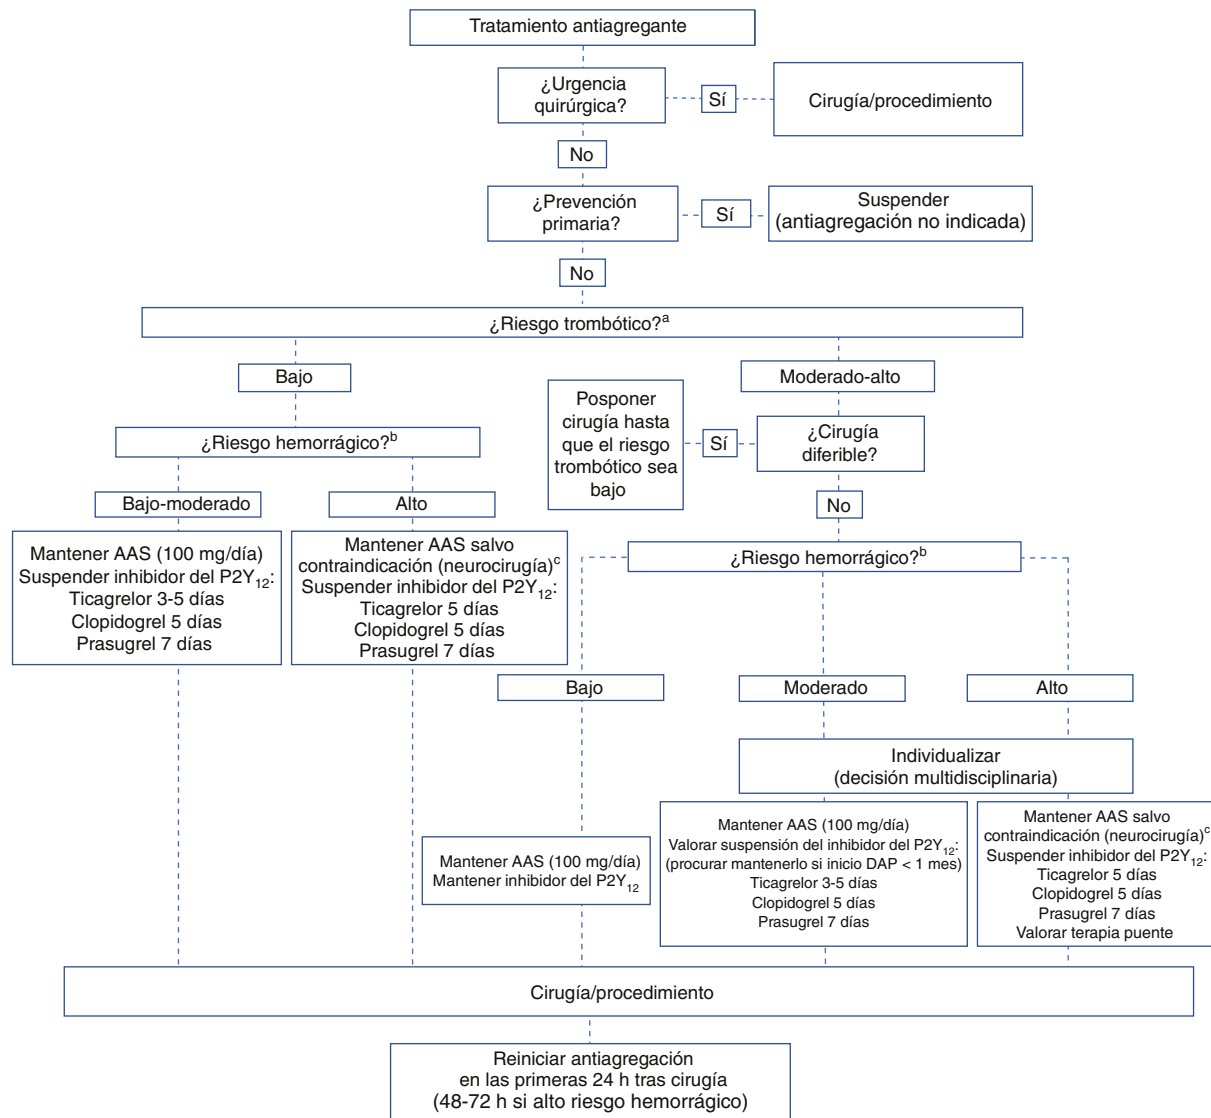 Tratamiento antiagregante
¿Urgencia
quirúrgica?
Sí
Cirugía/procedimiento
No
¿Prevención
primaria?
Sí
Suspender
(antiagregación no indicada)
No
¿Riesgo trombótico?a
Bajo
Moderado-alto
¿Riesgo hemorrágico?b
Posponer
cirugía hasta
que el riesgo
trombótico sea
bajo
Sí
¿Cirugía
diferible?
Bajo-moderado
Alto
No
Mantener AAS (100 mg/día)
Suspender inhibidor del P2Y12:
Ticagrelor 3-5 días
Clopidogrel 5 días
Prasugrel 7 días
Mantener AAS salvo
contraindicación (neurocirugía)c
Suspender inhibidor del P2Y12:
Ticagrelor 5 días
Clopidogrel 5 días
Prasugrel 7 días
¿Riesgo hemorrágico?b
Bajo
Moderado
Alto
Individualizar
(decisión multidisciplinaria)
Mantener AAS (100 mg/día)
Mantener inhibidor del P2Y12
Mantener AAS (100 mg/día)
Valorar suspensión del inhibidor del P2Y12:
(procurar mantenerlo si inicio DAP < 1 mes)
Ticagrelor 3-5 días
Clopidogrel 5 días
Prasugrel 7 días
Mantener AAS salvo
contraindicación (neurocirugía)c
Suspender inhibidor del P2Y12:
Ticagrelor 5 días
Clopidogrel 5 días
Prasugrel 7 días
Valorar terapia puente
Cirugía/procedimiento
Reiniciar antiagregación
en las primeras 24 h tras cirugía
(48-72 h si alto riesgo hemorrágico)